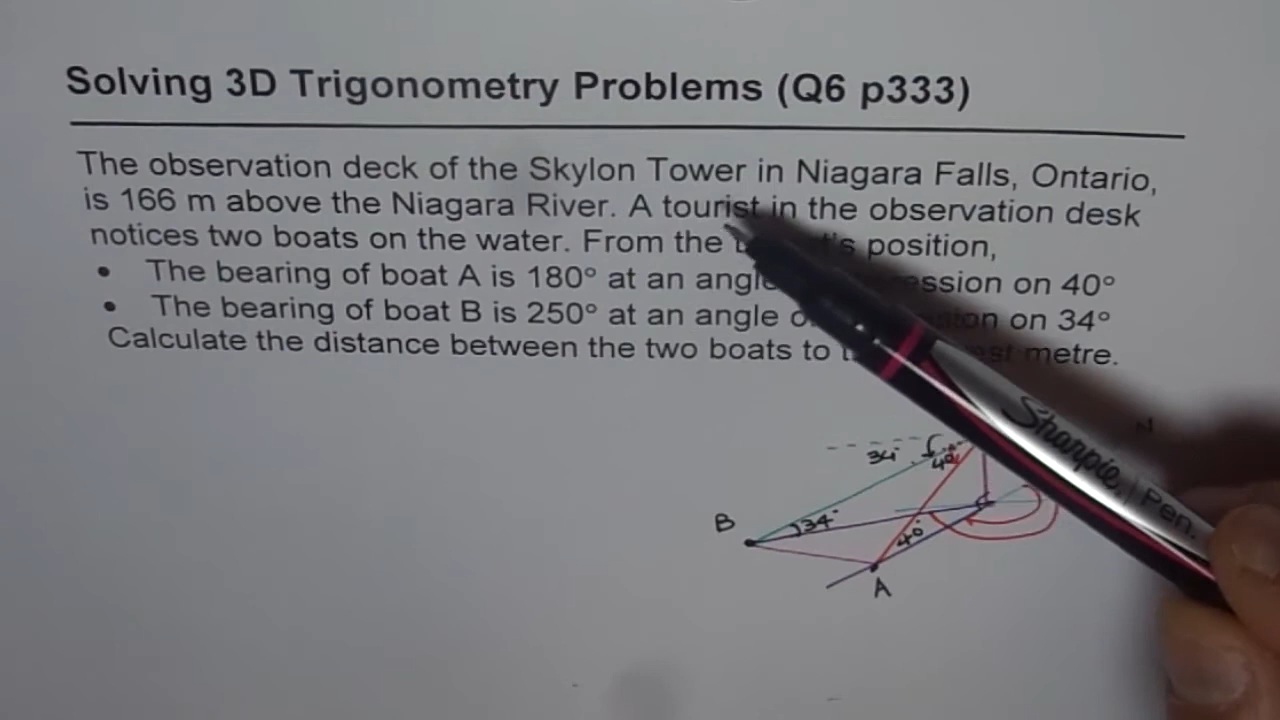 Solving 3D Trigonometry Problems (Q6 p333)
The observation deck of the Skylon Tower in Niagara Falls, Ontario,
is 166 m above the Niagara River. A tourist in the observation desk
notices two boats on the water. From the position,
• The bearing of boat A is 180° at an angle on 40°
• The bearing of boat B is 250° at an angle on 34°
Calculate the distance between the two boats to metre.
N
34° 40°
B 34°
40°
A
Sharpie. Pen.